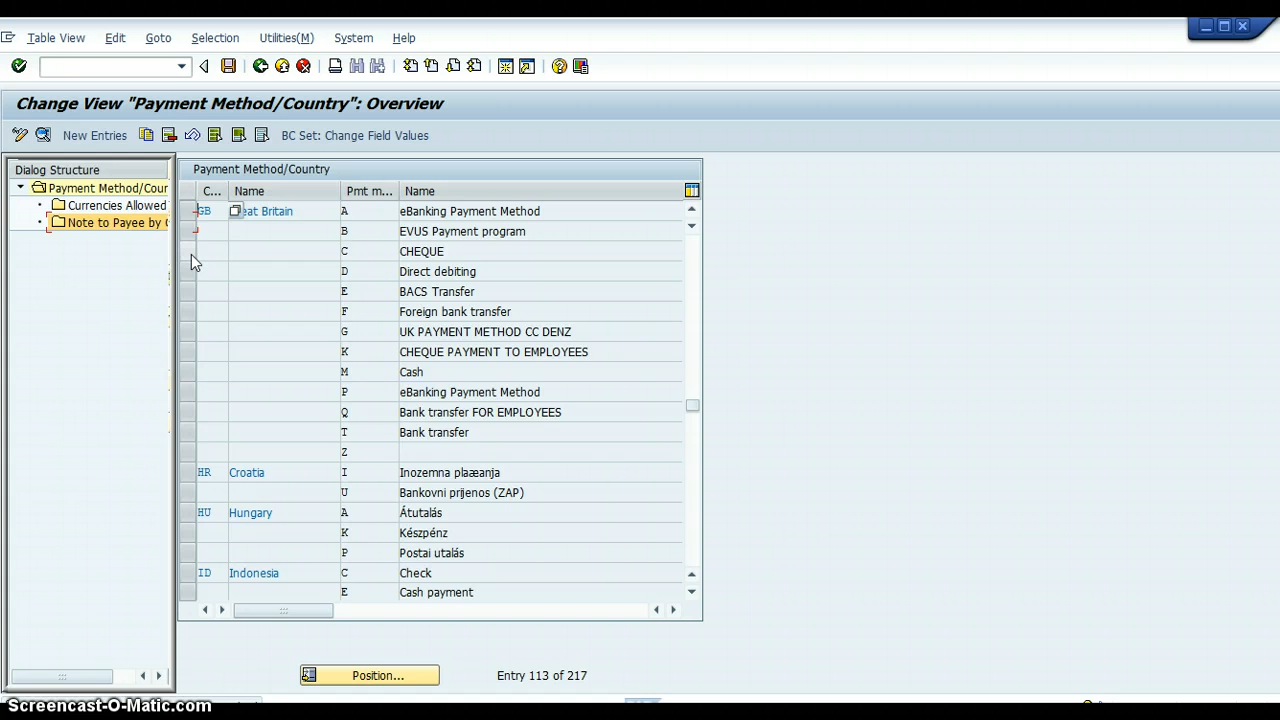 Table View Edit Goto Selection Utilities(M) System Help
Change View "Payment Method/Country": Overview
New Entries BC Set: Change Field Values
Dialog Structure
Payment Method/Cour
Currencies Allowed
Note to Payee by
Payment Method/Country
C... Name Pmt m... Name
GB eat Britain A eBanking Payment Method
B EVUS Payment program
C CHEQUE
D Direct debiting
E BACS Transfer
F Foreign bank transfer
G UK PAYMENT METHOD CC DENZ
K CHEQUE PAYMENT TO EMPLOYEES
M Cash
P eBanking Payment Method
Q Bank transfer FOR EMPLOYEES
T Bank transfer
Z
HR Croatia I Inozemna plaæanja
U Bankovni prijenos (ZAP)
HU Hungary A Átutalás
K Készpénz
P Postai utalás
ID Indonesia C Check
E Cash payment
Position... Entry 113 of 217
Screencast-O-Matic.com